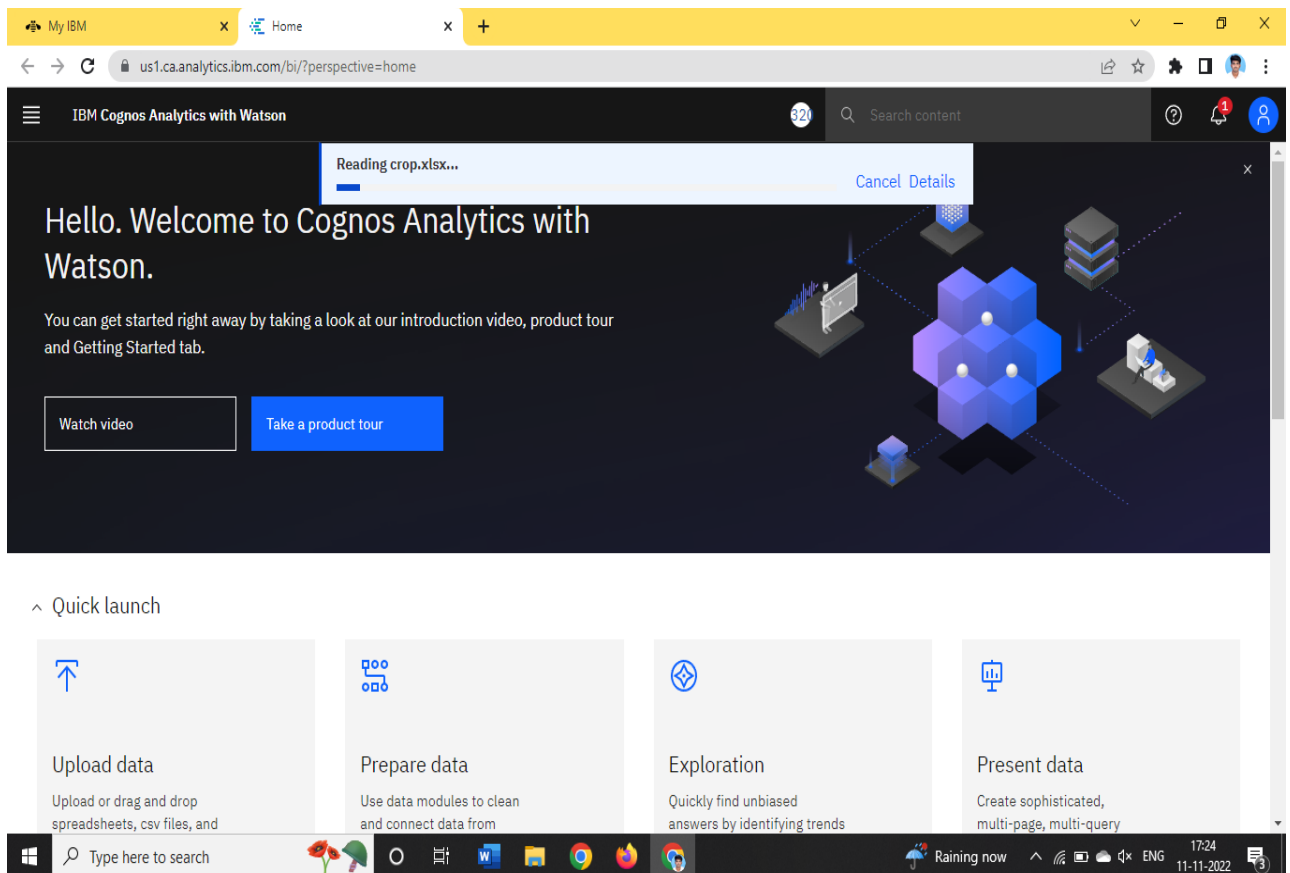 My IBM
Home
us1.ca.analytics.ibm.com/bi/?perspective=home
IBM Cognos Analytics with Watson
320
Search content
1
Reading crop.xlsx...
Cancel Details
Hello. Welcome to Cognos Analytics with
Watson.
You can get started right away by taking a look at our introduction video, product tour
and Getting Started tab.
Watch video
Take a product tour
Quick launch
Upload data
Upload or drag and drop
spreadsheets, csv files, and
Prepare data
Use data modules to clean
and connect data from
Exploration
Quickly find unbiased
answers by identifying trends
Present data
Create sophisticated,
multi-page, multi-query
Type here to search
Raining now
ENG
17:24
11-11-2022
3